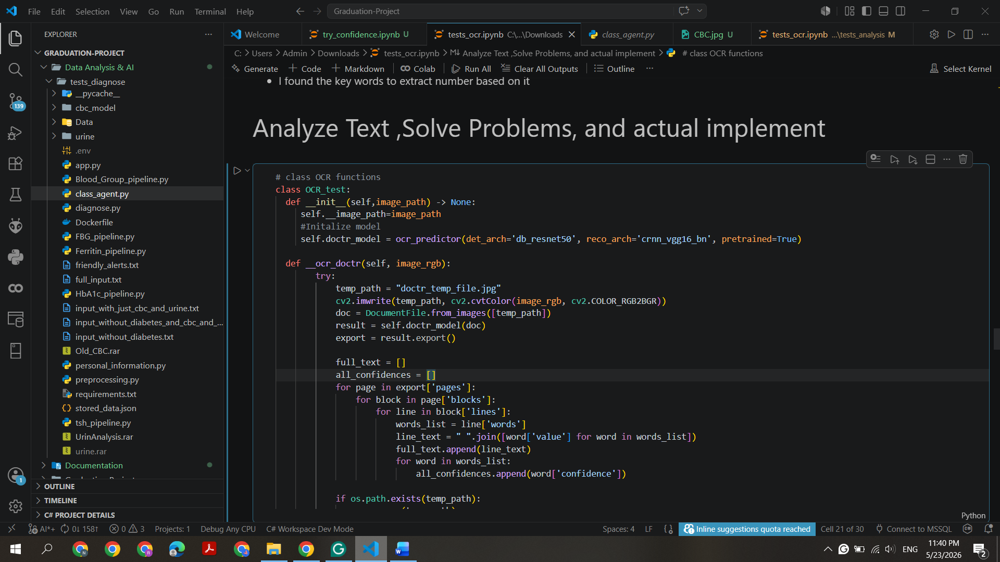 File Edit Selection View Go Run Terminal Help
Graduation-Project
EXPLORER
GRADUATION-PROJECT
Data Analysis & AI
tests_diagnose
__pycache__
cbc_model
Data
urine
.env
app.py
Blood_Group_pipeline.py
class_agent.py
diagnose.py
Dockerfile
FBG_pipeline.py
Ferritin_pipeline.py
friendly_alerts.txt
full_input.txt
HbA1c_pipeline.py
input_with_just_cbc_and_urine.txt
input_without_diabetes_and_cbc_and_...
input_without_diabetes.txt
Old_CBC.rar
personal_information.py
preprocessing.py
requirements.txt
stored_data.json
tsh_pipeline.py
UrinAnalysis.rar
urine.rar
Documentation
OUTLINE
TIMELINE
C# PROJECT DETAILS
139
1
Welcome try_confidence.ipynb U tests_ocr.ipynb C:\...\Downloads class_agent.py CBC.jpg U tests_ocr.ipynb ...\tests_analysis M
C: > Users > Admin > Downloads > tests_ocr.ipynb > M↓ Analyze Text ,Solve Problems, and actual implement > # class OCR functions
Generate + Code + Markdown Colab Run All Clear All Outputs Outline ... Select Kernel
• I found the key words to extract number based on it
Analyze Text ,Solve Problems, and actual implement
# class OCR functions
class OCR_test:
def __init__(self,image_path) -> None:
self.__image_path=image_path
#Initalize model
self.doctr_model = ocr_predictor(det_arch='db_resnet50', reco_arch='crnn_vgg16_bn', pretrained=True)
def __ocr_doctr(self, image_rgb):
try:
temp_path = "doctr_temp_file.jpg"
cv2.imwrite(temp_path, cv2.cvtColor(image_rgb, cv2.COLOR_RGB2BGR))
doc = DocumentFile.from_images([temp_path])
result = self.doctr_model(doc)
export = result.export()
full_text = []
all_confidences = []
for page in export['pages']:
for block in page['blocks']:
for line in block['lines']:
words_list = line['words']
line_text = " ".join([word['value'] for word in words_list])
full_text.append(line_text)
for word in words_list:
all_confidences.append(word['confidence'])
if os.path.exists(temp_path):
Python
AI*+ 0↓ 158↑ 0 3 Projects: 1 Debug Any CPU C# Workspace Dev Mode Spaces: 4 LF Inline suggestions quota reached Cell 21 of 30 Connect to MSSQL
ENG 11:40 PM
5/23/2026
2